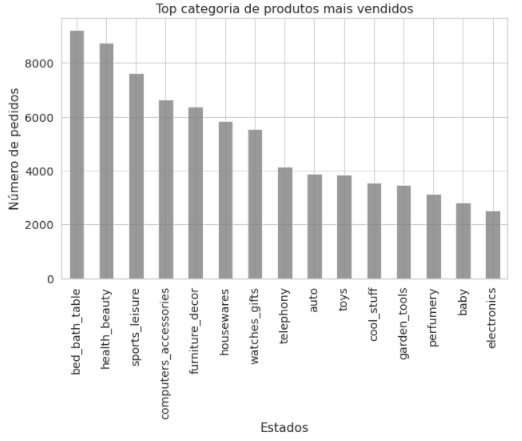 Top categoria de produtos mais vendidos
Número de pedidos
8000
6000
4000
2000
0
bed_bath_table
health_beauty
sports_leisure
computers_accessories
furniture_decor
housewares
watches_gifts
telephony
auto
toys
cool_stuff
garden_tools
perfumery
baby
electronics
Estados